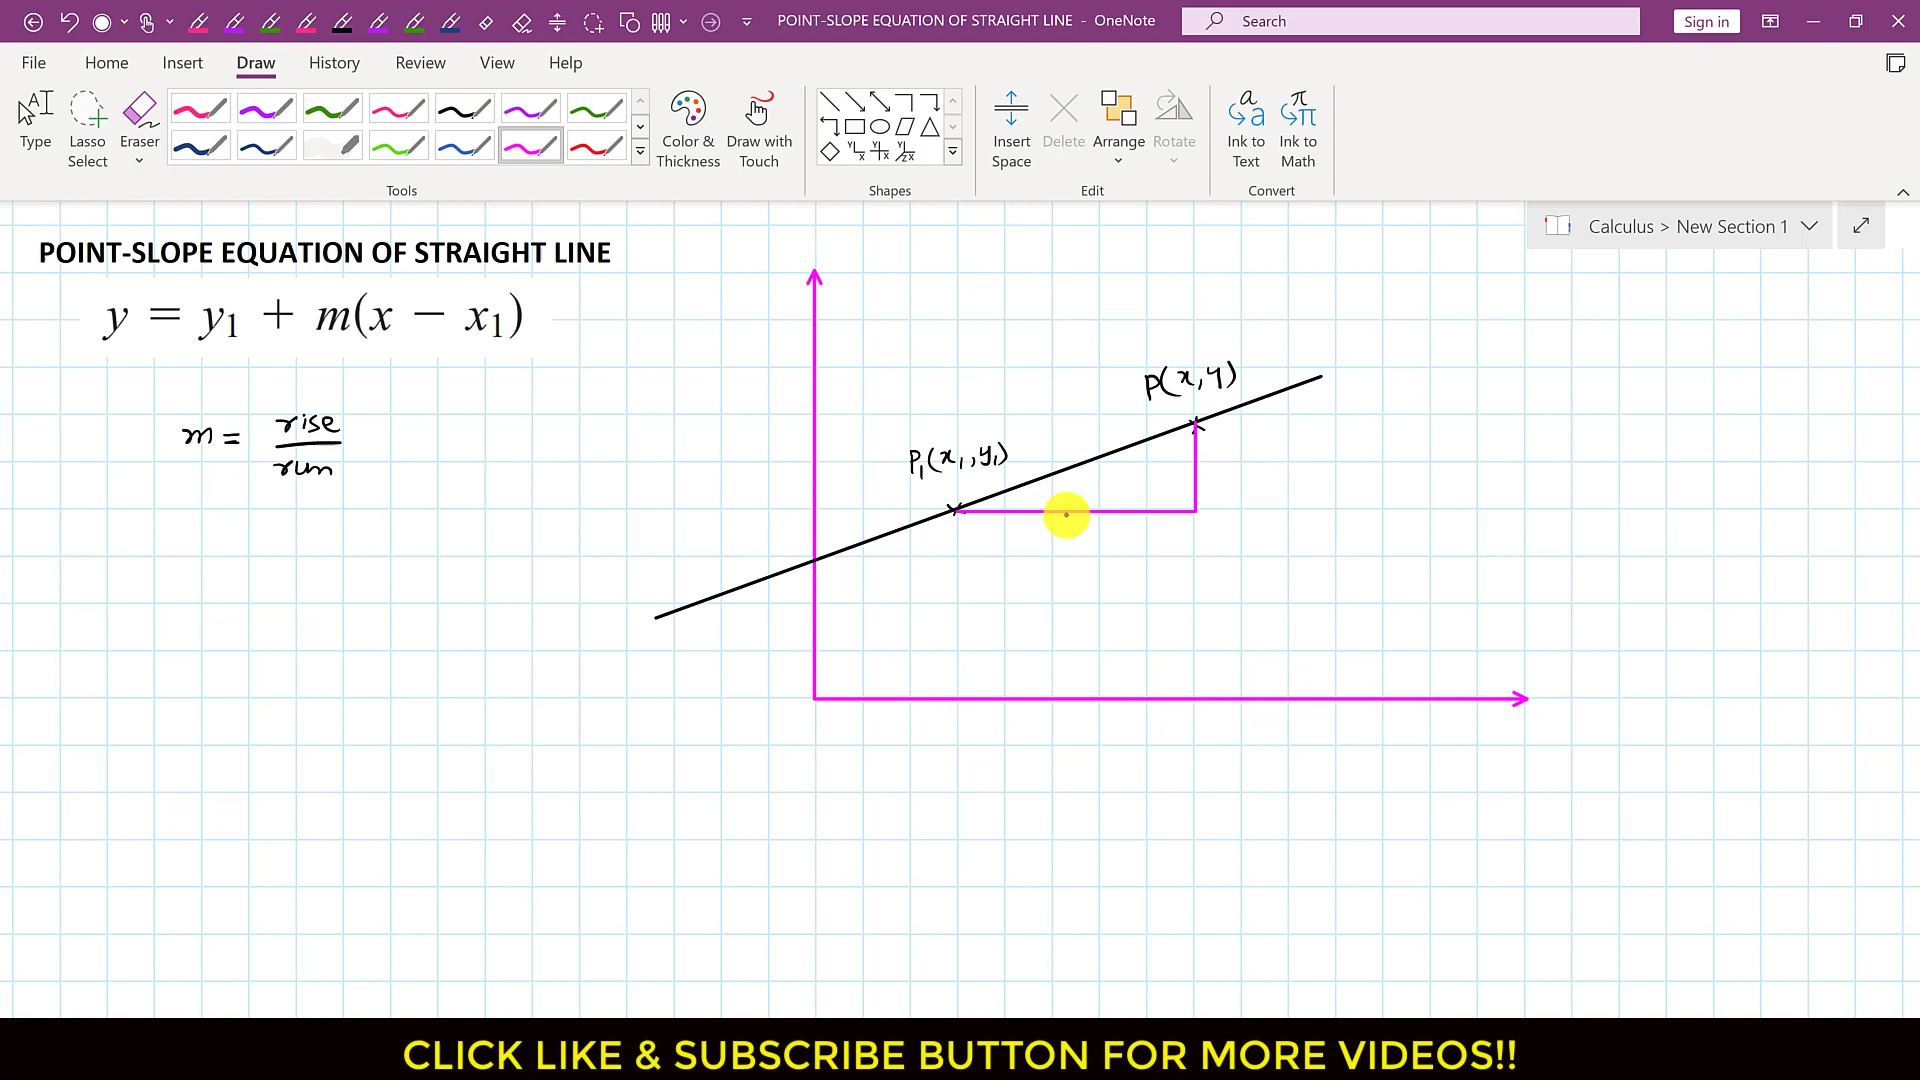 POINT-SLOPE EQUATION OF STRAIGHT LINE - OneNote
Search
Sign in
File Home Insert Draw History Review View Help
Type
Lasso Select
Eraser
Color & Thickness
Draw with Touch
Insert Space
Delete
Arrange
Rotate
Ink to Text
Ink to Math
Tools
Shapes
Edit
Convert
Calculus > New Section 1
POINT-SLOPE EQUATION OF STRAIGHT LINE
y = y₁ + m(x − x₁)
m = rise
run
P(x,y)
P₁(x₁,y₁)
CLICK LIKE & SUBSCRIBE BUTTON FOR MORE VIDEOS!!